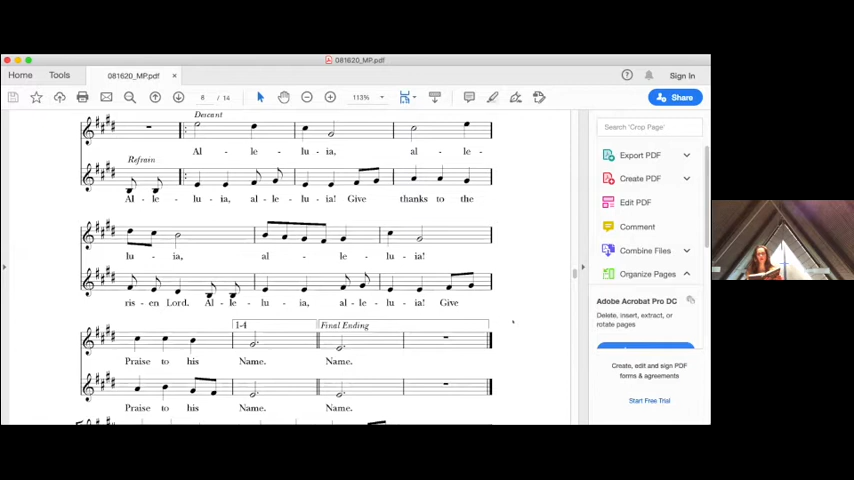 081620_MP.pdf
Home Tools 081620_MP.pdf × Sign In
8 / 14 113% Share
Descant
Al - le - lu - ia, al - le -
Refrain
Al - le - lu - ia, al - le - lu - ia! Give thanks to the
lu - ia, al - le - lu - ia!
ris - en Lord. Al - le - lu - ia, al - le - lu - ia! Give
1-4 Final Ending
Praise to his Name. Name.
Praise to his Name. Name.
Search 'Crop Page'
Export PDF
Create PDF
Edit PDF
Comment
Combine Files
Organize Pages
Adobe Acrobat Pro DC
Delete, insert, extract, or
rotate pages
Create, edit and sign PDF
forms & agreements
Start Free Trial